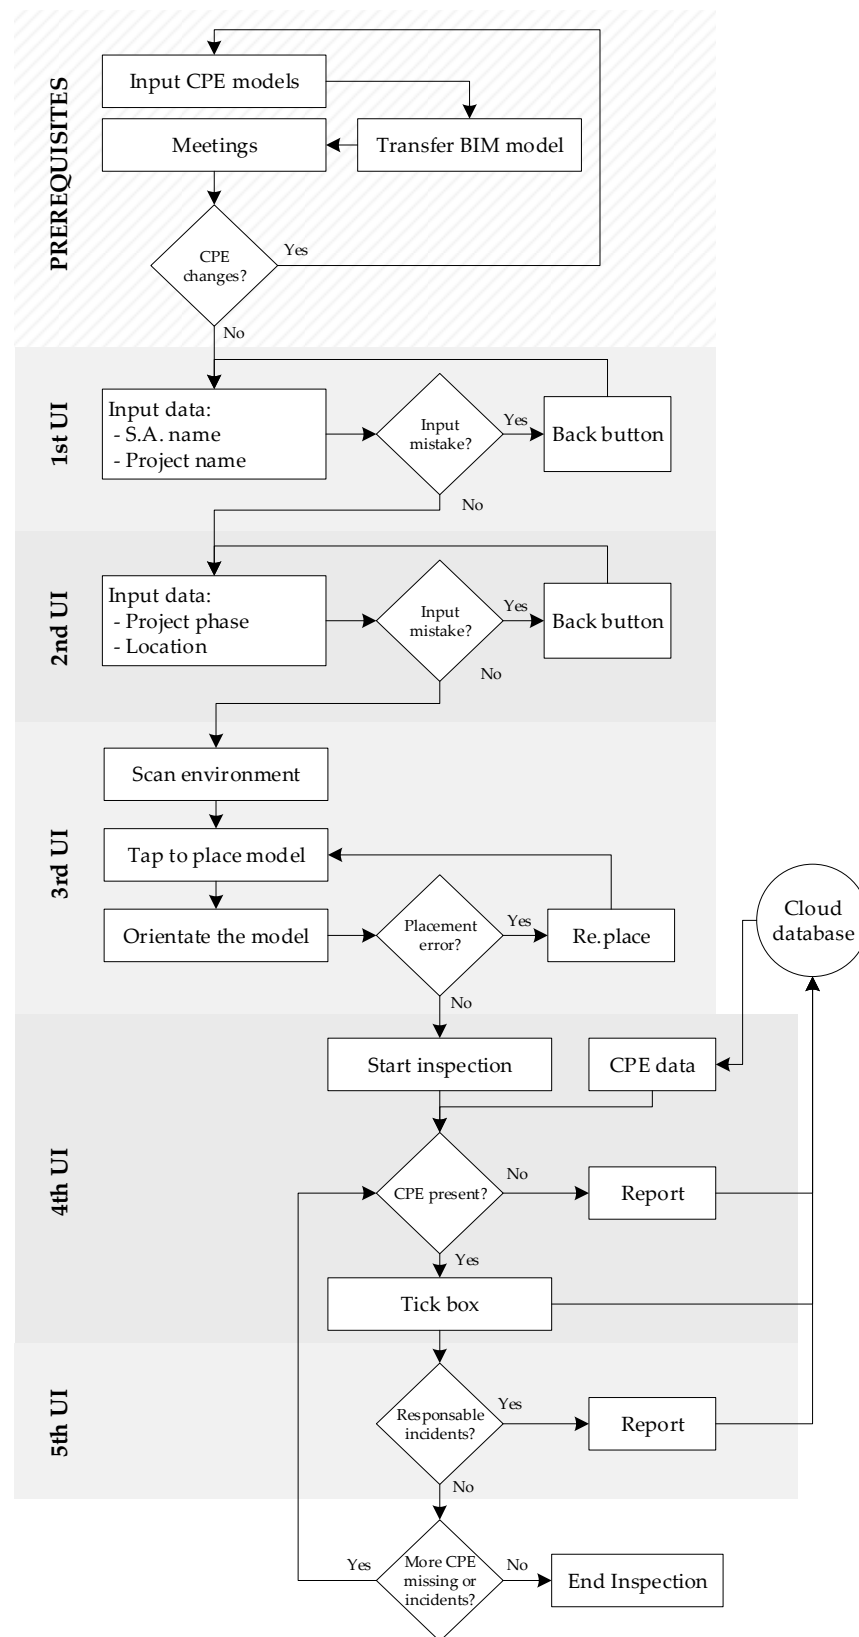 PREREQUISITES
Input CPE models
Meetings
Transfer BIM model
CPE
changes?
Yes
No
1st UI
Input data:
- S.A. name
- Project name
Input
mistake?
Yes
Back button
No
2nd UI
Input data:
- Project phase
- Location
Input
mistake?
Yes
Back button
No
3rd UI
Scan environment
Tap to place model
Orientate the model
Placement
error?
Yes
Re.place
No
Cloud
database
4th UI
Start inspection
CPE data
CPE present?
No
Report
Yes
Tick box
5th UI
Responsable
incidents?
Yes
Report
No
More CPE
missing or
incidents?
Yes
No
End Inspection